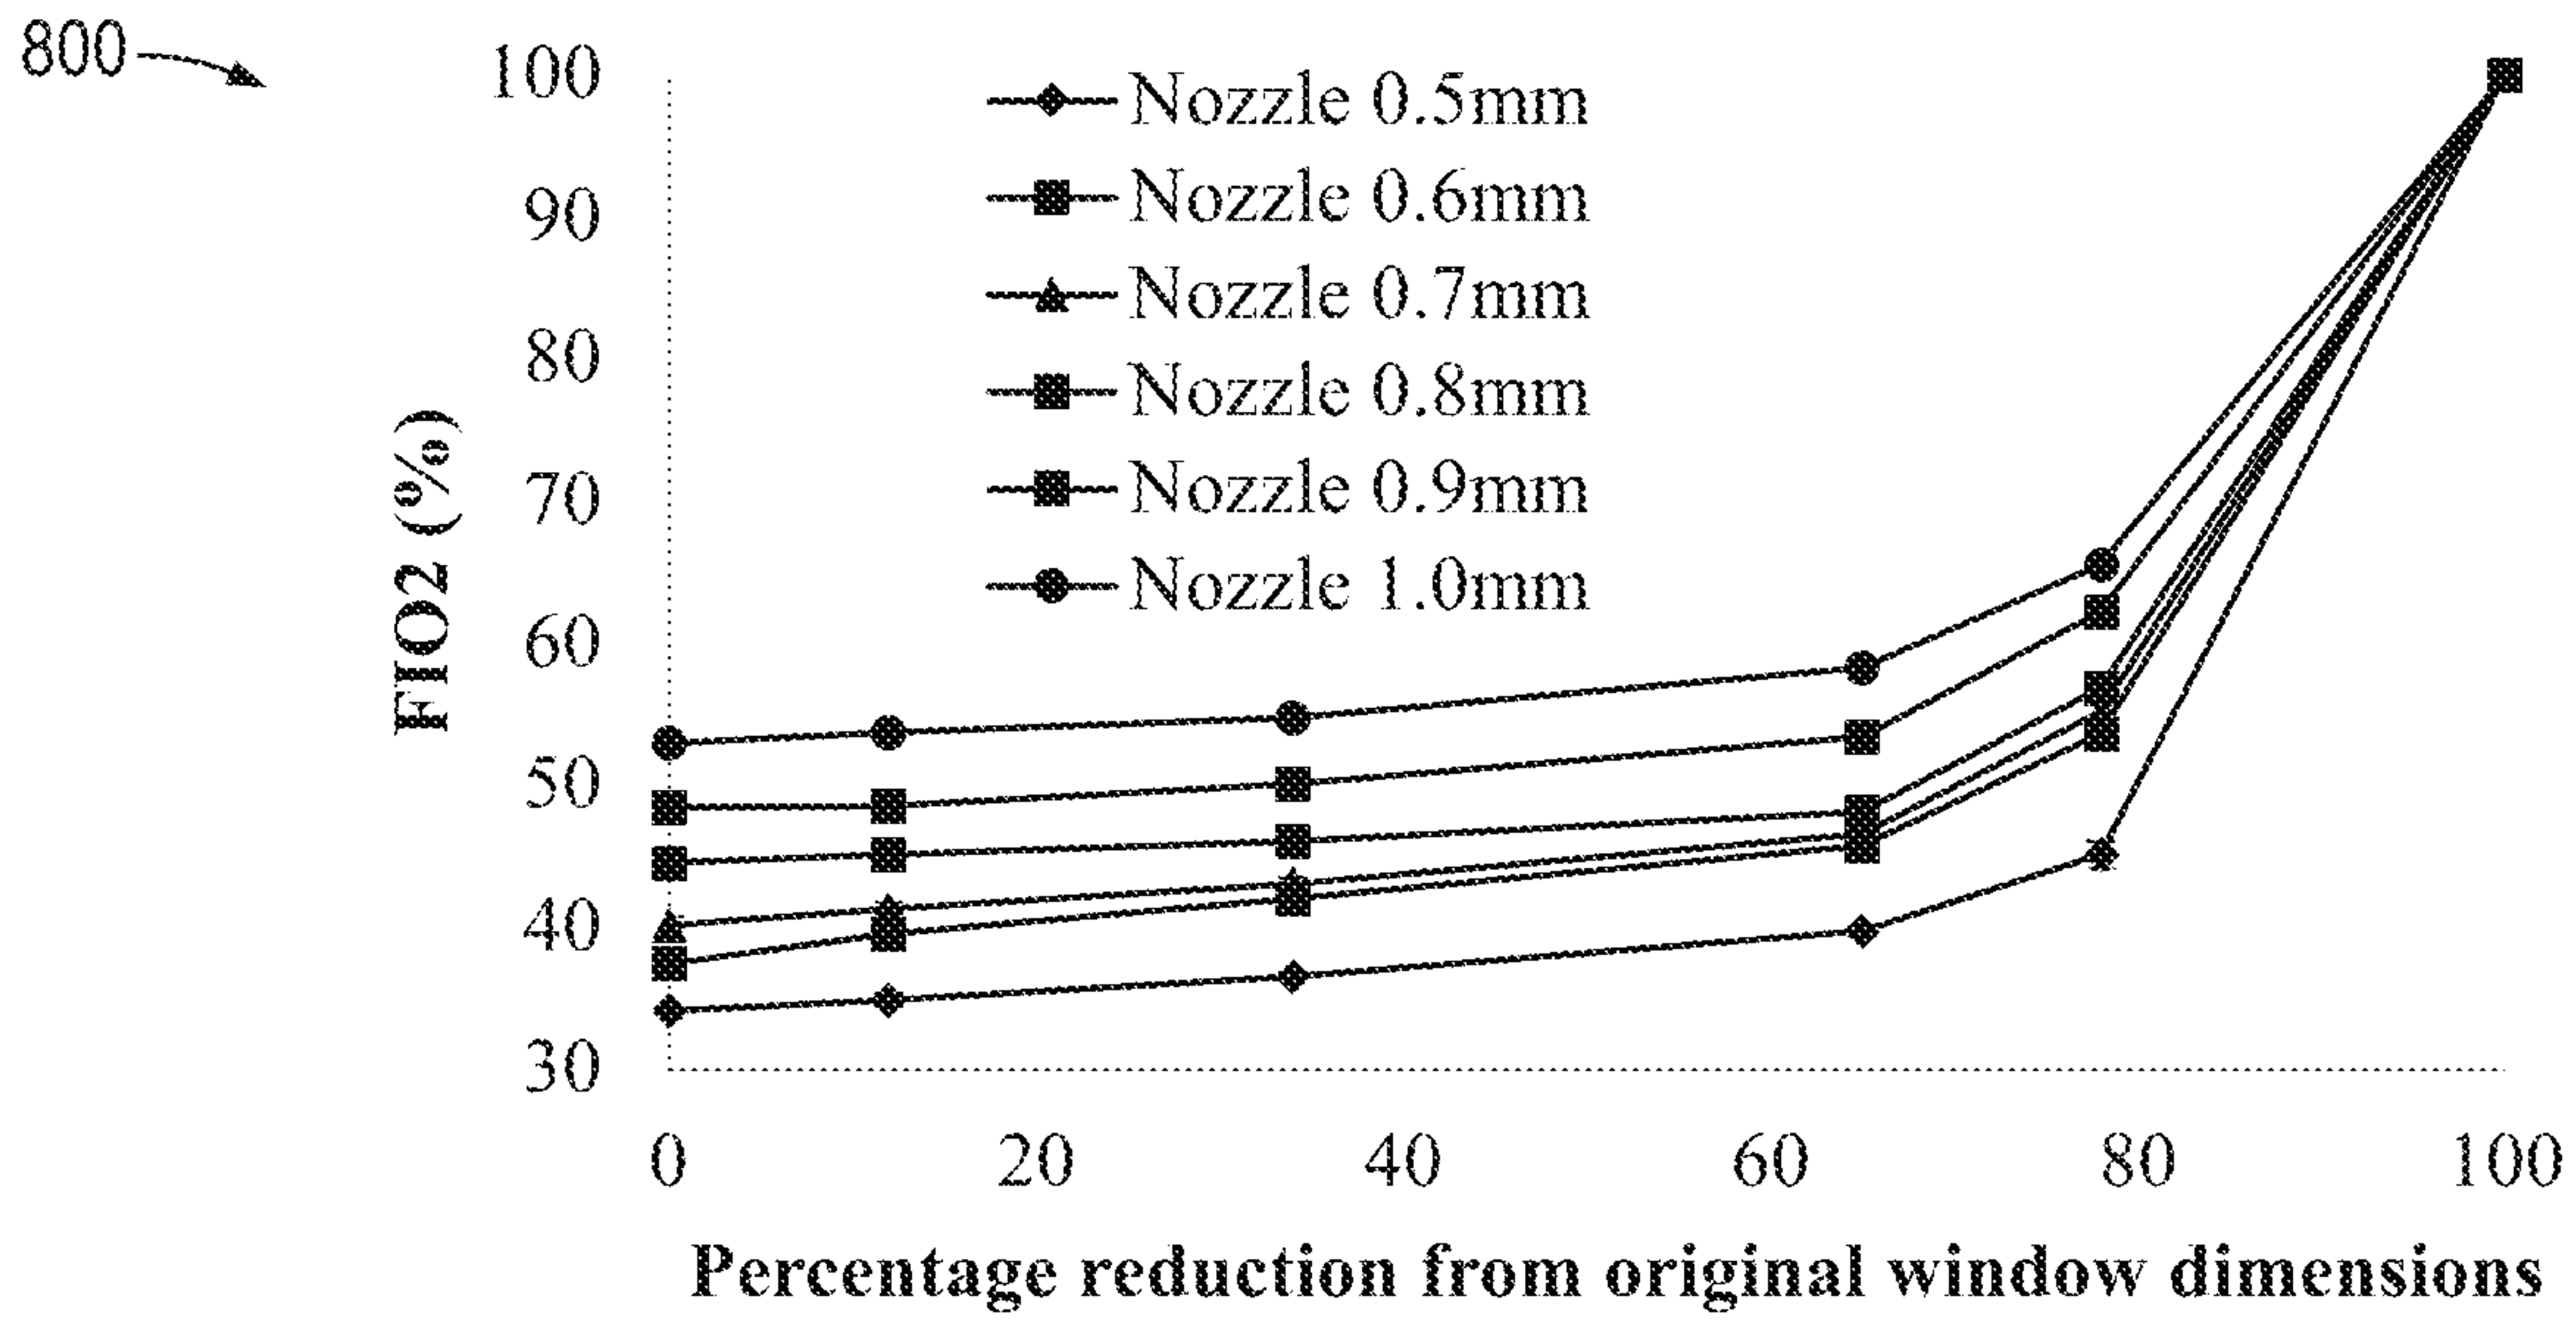 800
100
90
80
70
60
50
40
30
FIO2 (%)
Nozzle 0.5mm
Nozzle 0.6mm
Nozzle 0.7mm
Nozzle 0.8mm
Nozzle 0.9mm
Nozzle 1.0mm
0 20 40 60 80 100
Percentage reduction from original window dimensions